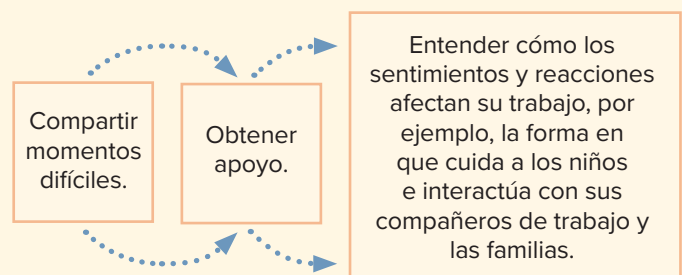 Compartir
momentos
difíciles.
Obtener
apoyo.
Entender cómo los
sentimientos y reacciones
afectan su trabajo, por
ejemplo, la forma en
que cuida a los niños
e interactúa con sus
compañeros de trabajo y
las familias.